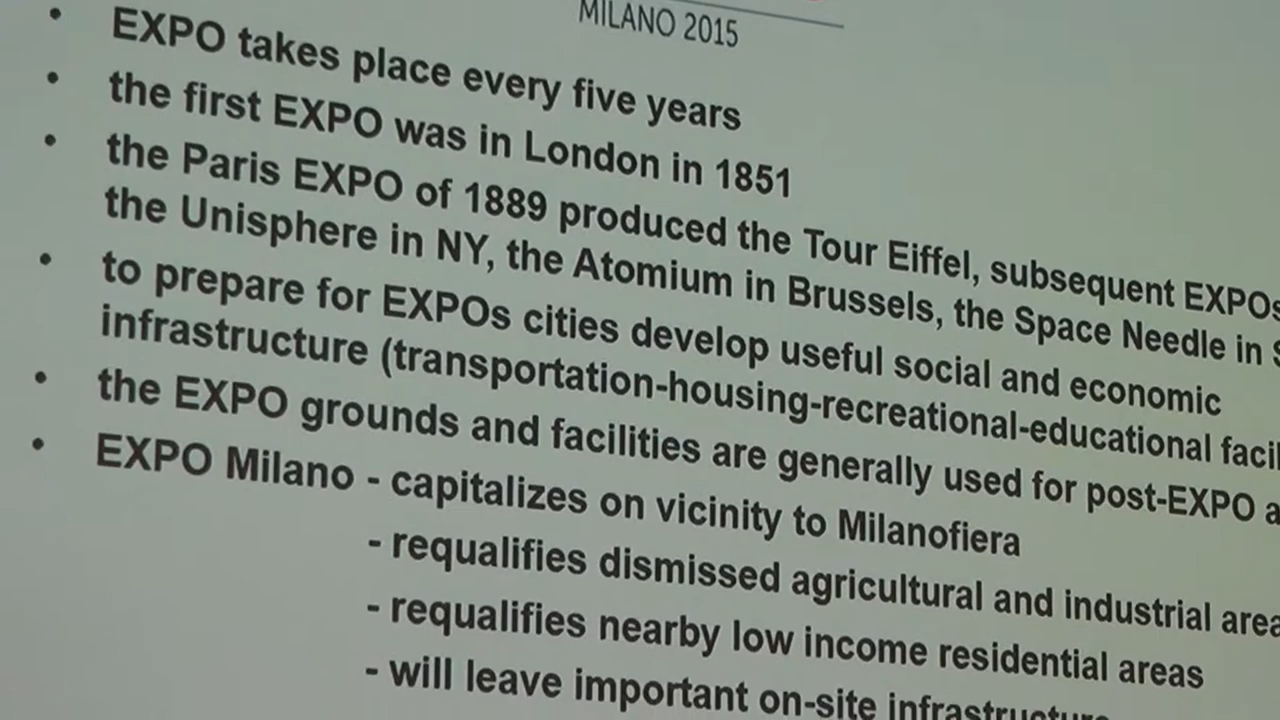 MILANO 2015
• EXPO takes place every five years
• the first EXPO was in London in 1851
• the Paris EXPO of 1889 produced the Tour Eiffel, subsequent EXPOs
the Unisphere in NY, the Atomium in Brussels, the Space Needle in
• to prepare for EXPOs cities develop useful social and economic
infrastructure (transportation-housing-recreational-educational
• the EXPO grounds and facilities are generally used for post-EXPO
• EXPO Milano - capitalizes on vicinity to Milanofiera
- requalifies dismissed agricultural and industrial
- requalifies nearby low income residential areas
- will leave important on-site infrastructure